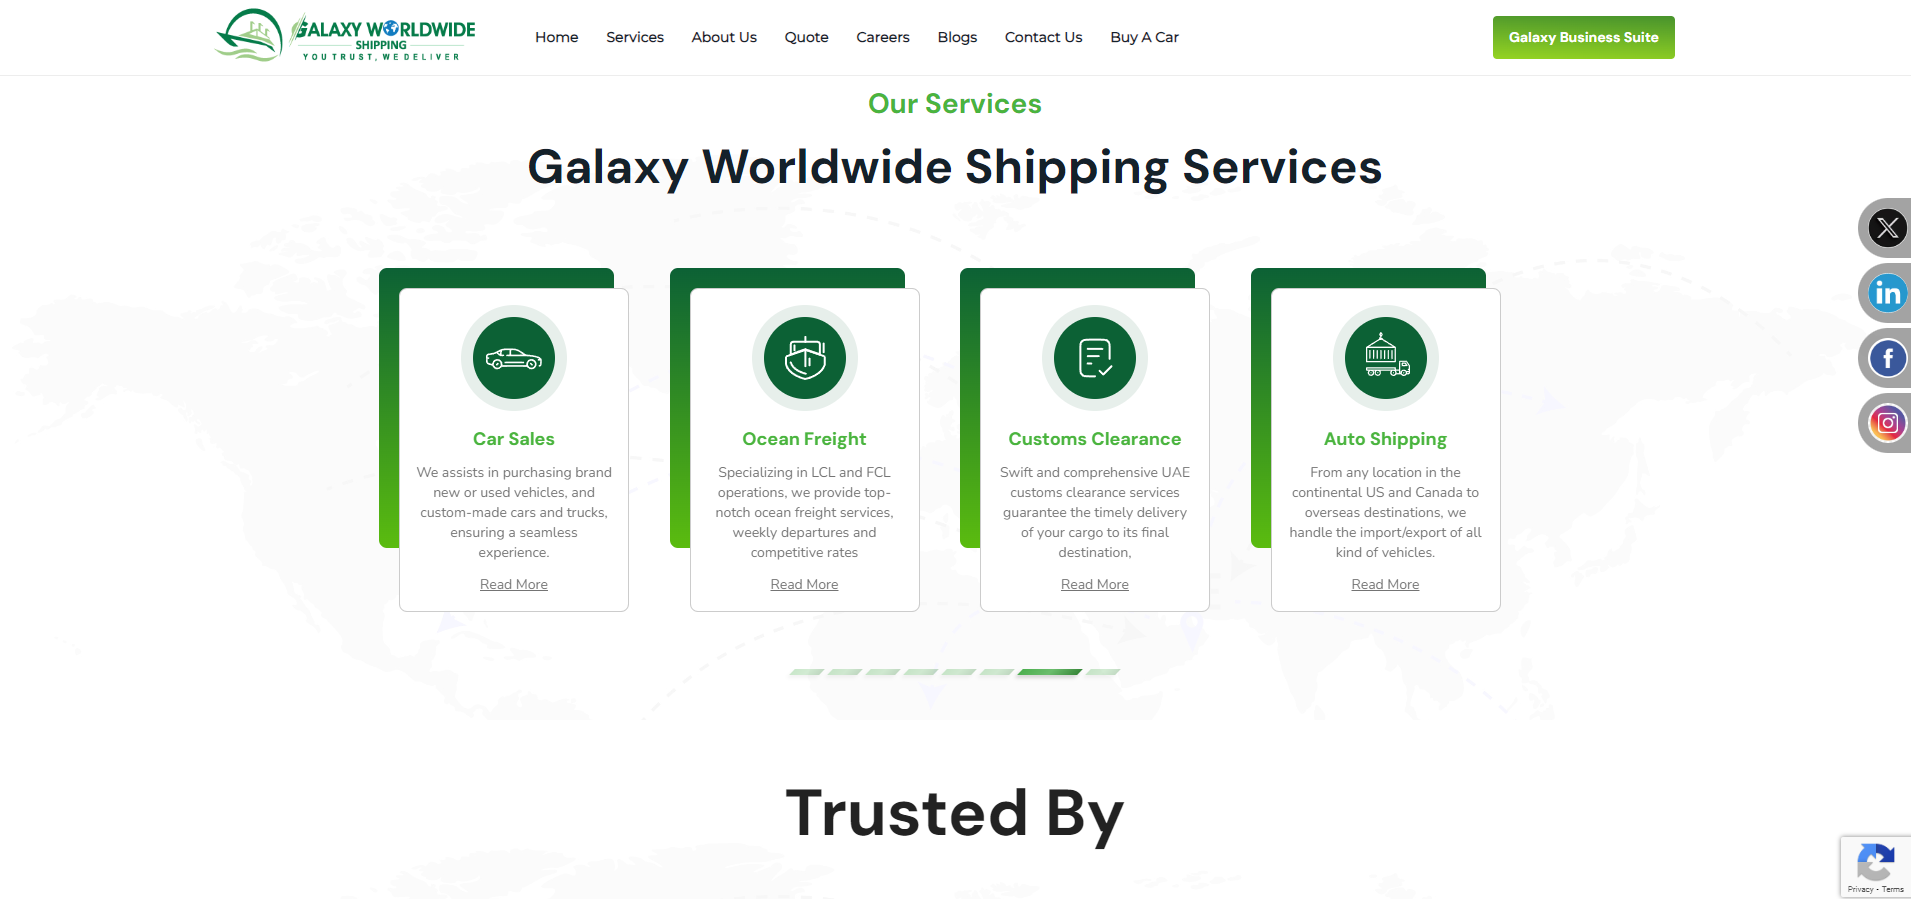 GALAXY WORLDWIDE
SHIPPING
YOU TRUST, WE DELIVER
Home
Services
About Us
Quote
Careers
Blogs
Contact Us
Buy A Car
Galaxy Business Suite
Our Services
Galaxy Worldwide Shipping Services
Car Sales
We assists in purchasing brand
new or used vehicles, and
custom-made cars and trucks,
ensuring a seamless
experience.
Read More
Ocean Freight
Specializing in LCL and FCL
operations, we provide top-
notch ocean freight services,
weekly departures and
competitive rates
Read More
Customs Clearance
Swift and comprehensive UAE
customs clearance services
guarantee the timely delivery
of your cargo to its final
destination,
Read More
Auto Shipping
From any location in the
continental US and Canada to
overseas destinations, we
handle the import/export of all
kind of vehicles.
Read More
Trusted By
Privacy - Terms